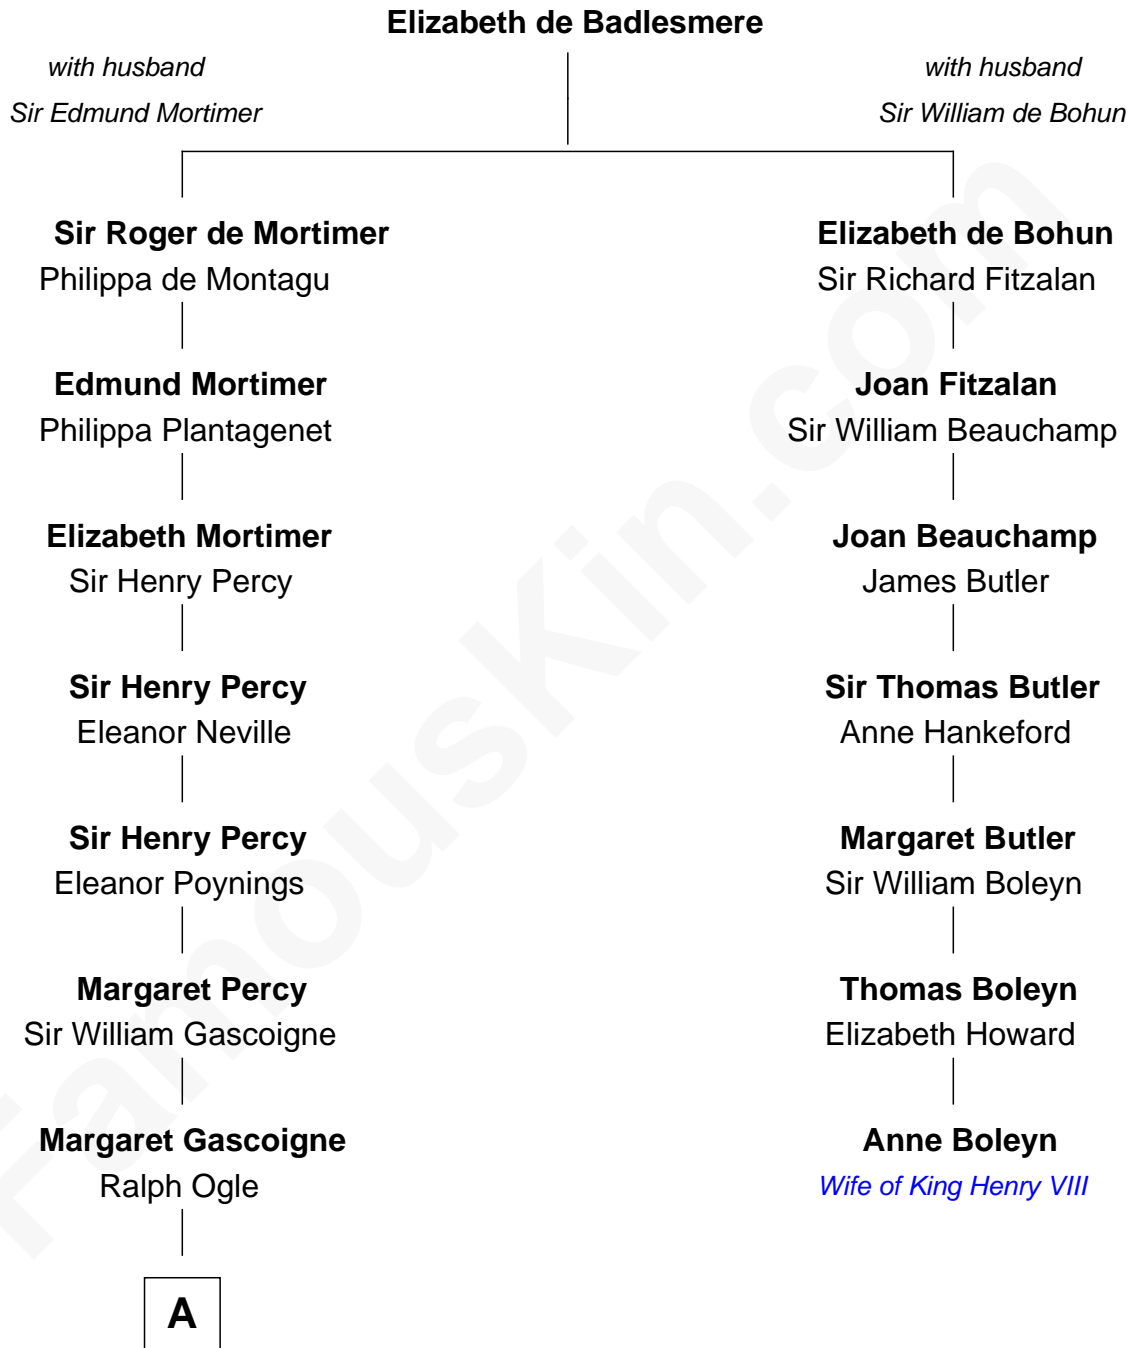 Elizabeth de Badlesmere
with husband
Sir Edmund Mortimer
with husband
Sir William de Bohun
Sir Roger de Mortimer
Philippa de Montagu
Elizabeth de Bohun
Sir Richard Fitzalan
Edmund Mortimer
Philippa Plantagenet
Joan Fitzalan
Sir William Beauchamp
Elizabeth Mortimer
Sir Henry Percy
Joan Beauchamp
James Butler
Sir Henry Percy
Eleanor Neville
Sir Thomas Butler
Anne Hankeford
Sir Henry Percy
Eleanor Poynings
Margaret Butler
Sir William Boleyn
Margaret Percy
Sir William Gascoigne
Thomas Boleyn
Elizabeth Howard
Margaret Gascoigne
Ralph Ogle
Anne Boleyn
Wife of King Henry VIII
A
FamousKin.com